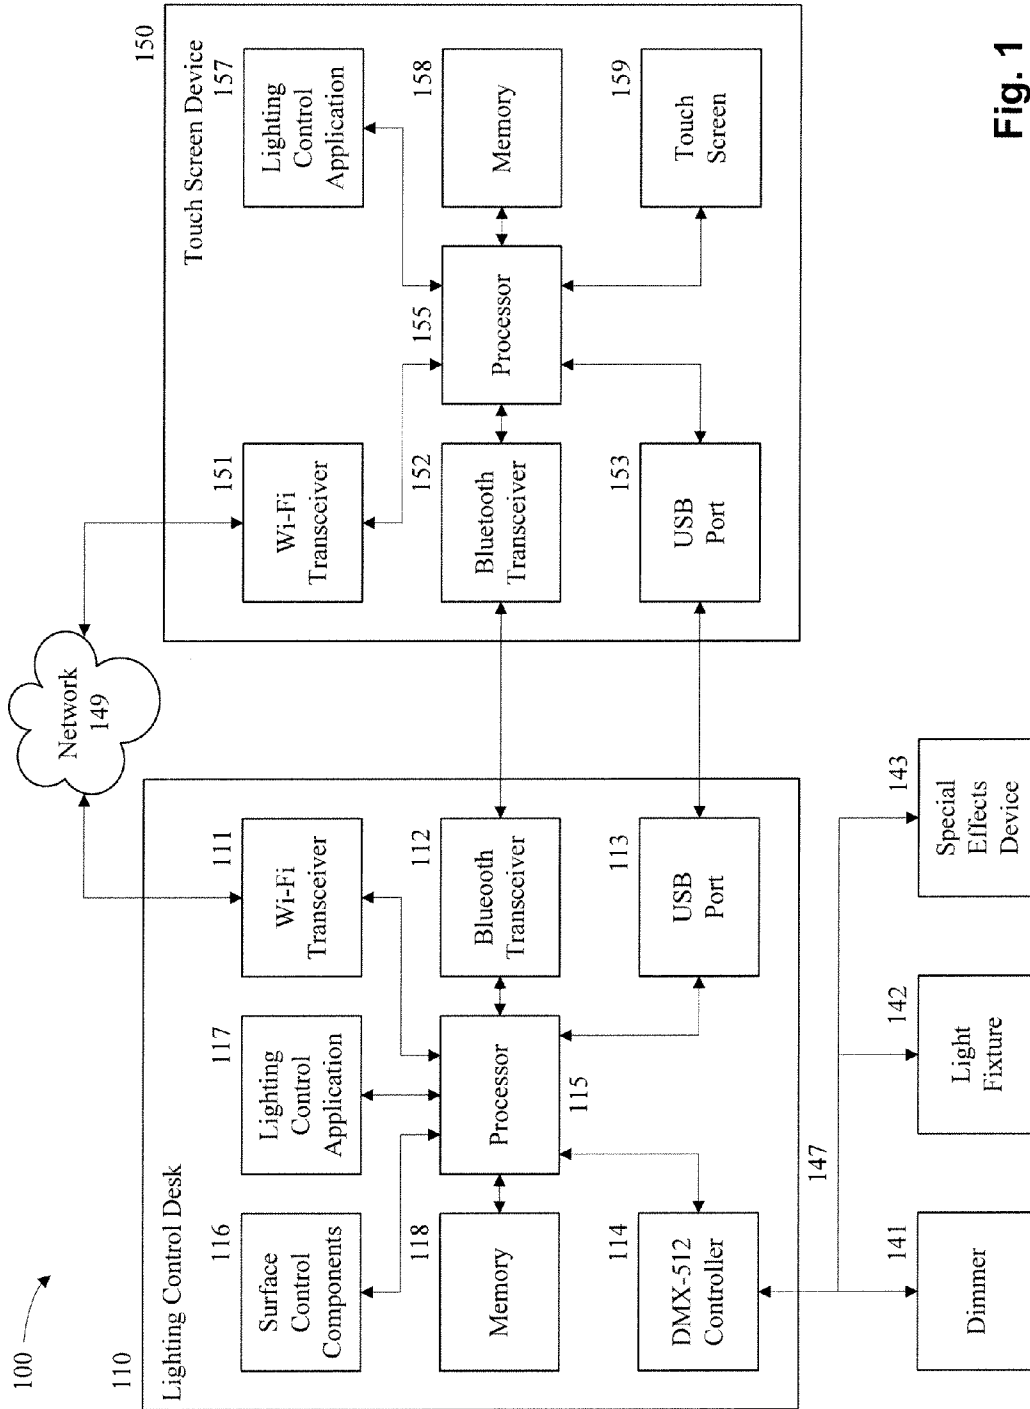 100
110
Lighting Control Desk
116
Surface
Control
Components
117
Lighting
Control
Application
111
Wi-Fi
Transceiver
118
Memory
Processor
115
112
Blueooth
Transceiver
114
DMX-512
Controller
113
USB
Port
147
141
Dimmer
142
Light
Fixture
143
Special
Effects
Device
Network
149
150
Touch Screen Device
151
Wi-Fi
Transceiver
157
Lighting
Control
Application
152
Bluetooth
Transceiver
155
Processor
158
Memory
153
USB
Port
159
Touch
Screen
Fig. 1